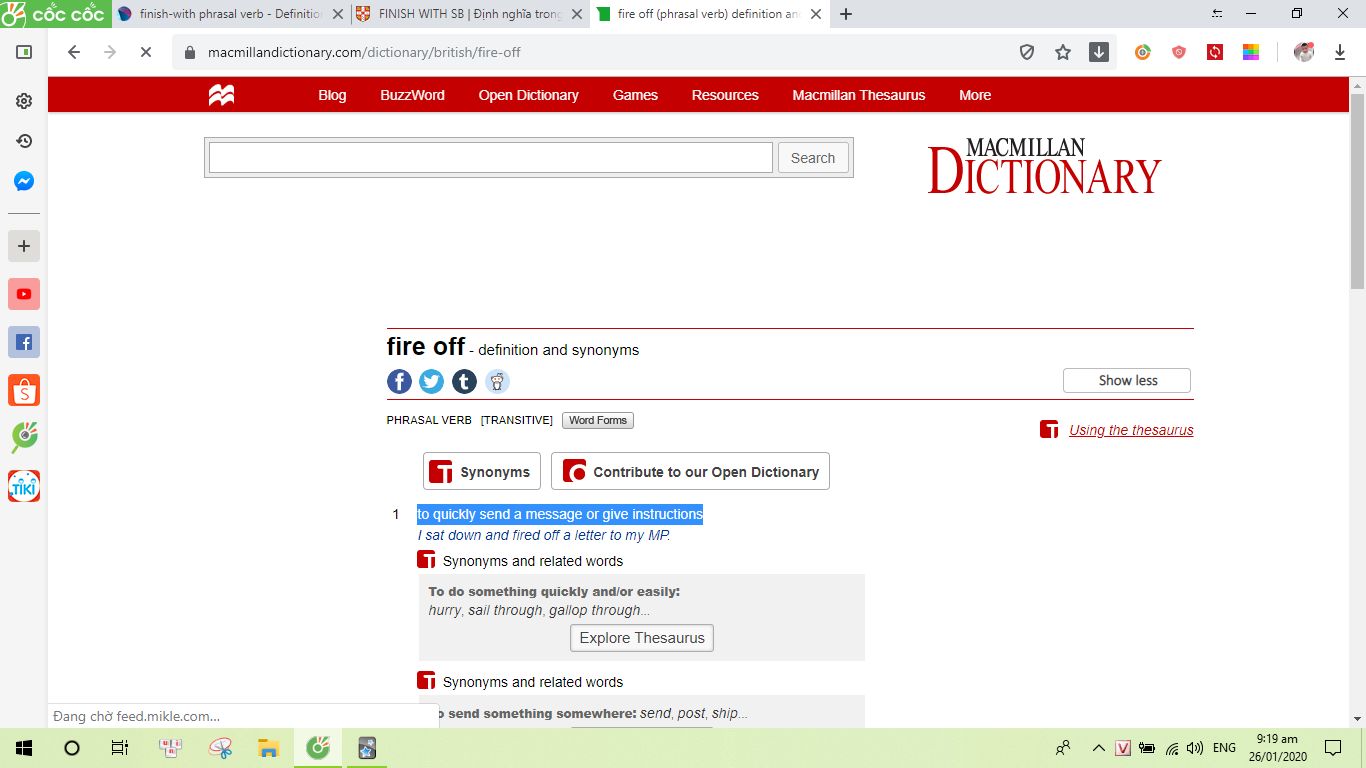 cốc cốc
finish-with phrasal verb - Definitio
FINISH WITH SB | Định nghĩa trong
fire off (phrasal verb) definition an
macmillandictionary.com/dictionary/british/fire-off
Blog BuzzWord Open Dictionary Games Resources Macmillan Thesaurus More
Search
MACMILLAN
DICTIONARY
fire off - definition and synonyms
Show less
PHRASAL VERB [TRANSITIVE] Word Forms
Using the thesaurus
T Synonyms
Contribute to our Open Dictionary
1 to quickly send a message or give instructions
I sat down and fired off a letter to my MP.
T Synonyms and related words
To do something quickly and/or easily:
hurry, sail through, gallop through...
Explore Thesaurus
T Synonyms and related words
o send something somewhere: send, post, ship...
TIKI
Đang chờ feed.mikle.com...
ENG
9:19 am
26/01/2020